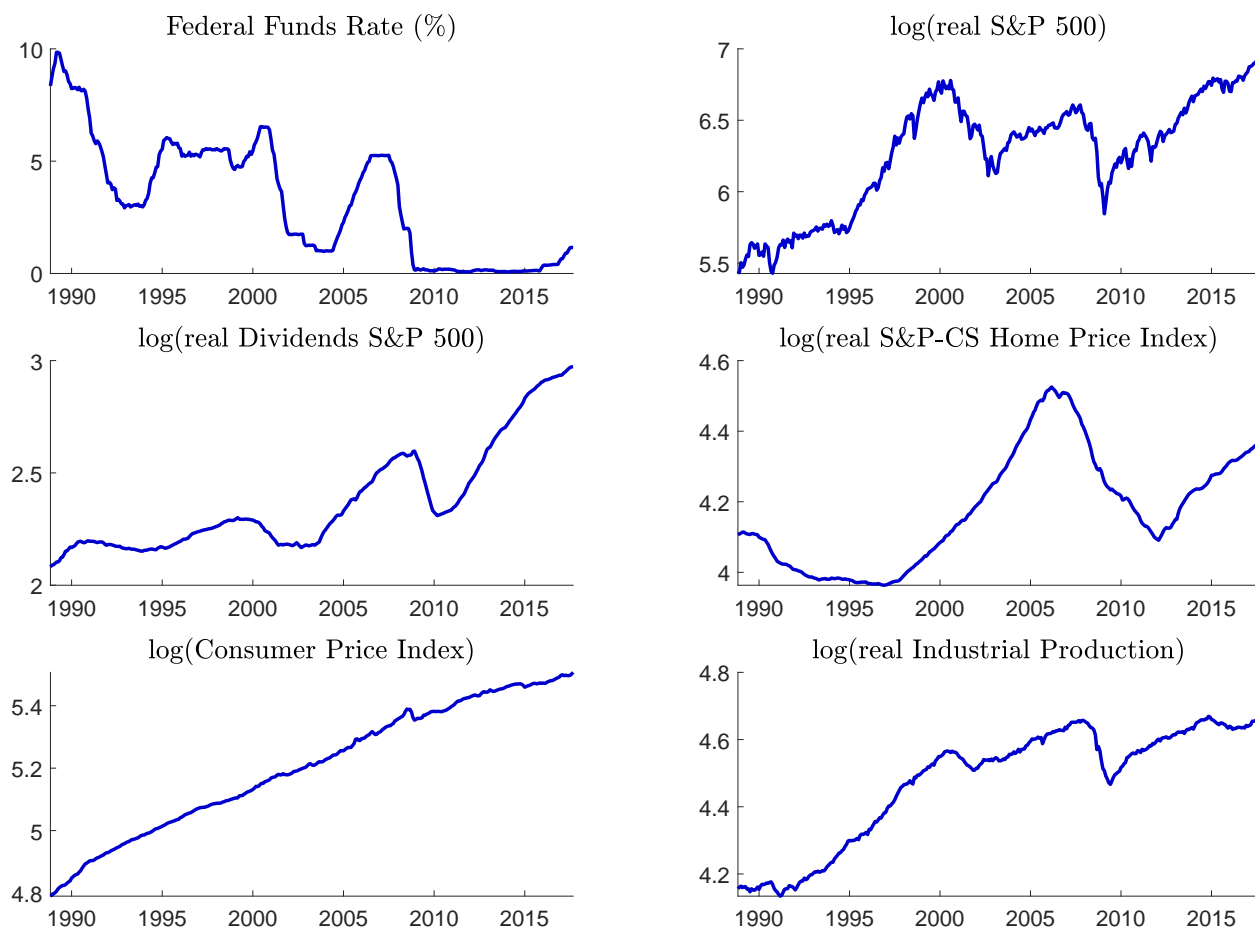 Federal Funds Rate (%)
10
5
0
1990 1995 2000 2005 2010 2015
log(real S&P 500)
7
6.5
6
5.5
1990 1995 2000 2005 2010 2015
log(real Dividends S&P 500)
3
2.5
2
1990 1995 2000 2005 2010 2015
log(real S&P-CS Home Price Index)
4.6
4.4
4.2
4
1990 1995 2000 2005 2010 2015
log(Consumer Price Index)
5.4
5.2
5
4.8
1990 1995 2000 2005 2010 2015
log(real Industrial Production)
4.8
4.6
4.4
4.2
1990 1995 2000 2005 2010 2015